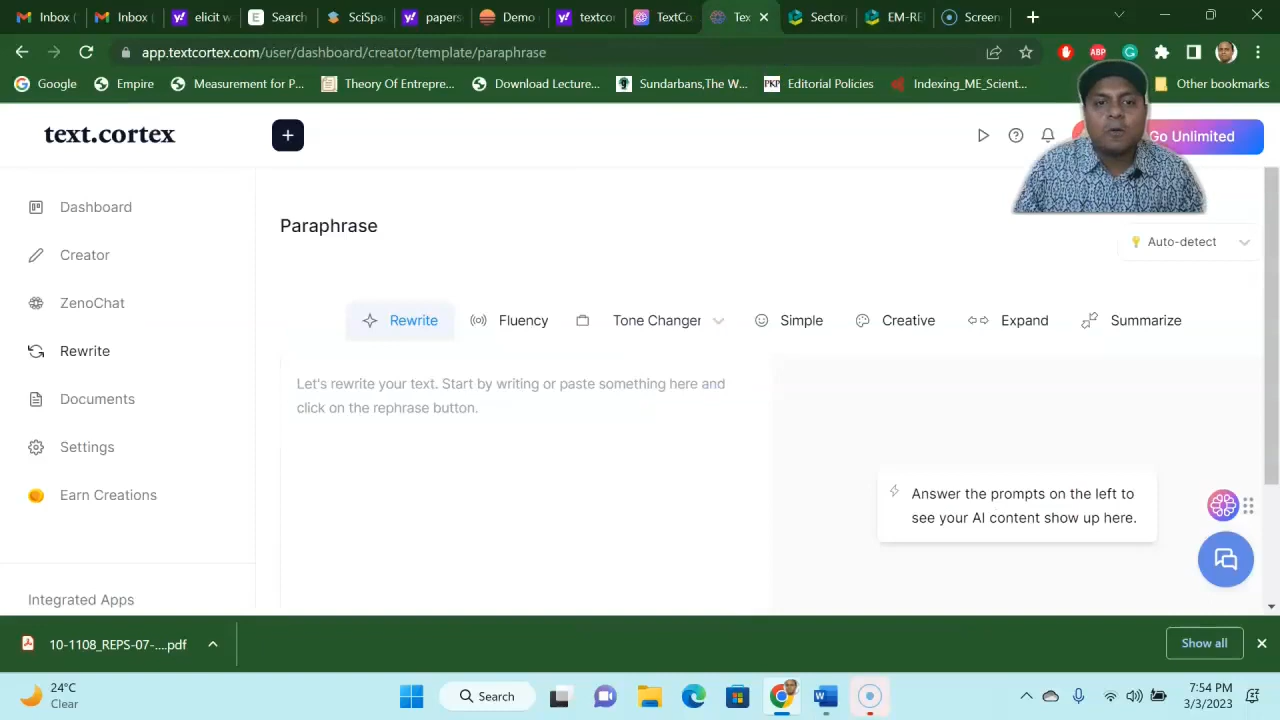 Inbox (
Inbox (
elicit w
Search
SciSpa
papers
Demo
textcor
TextCo
Tex
Sector
EM-RE
Screen
app.textcortex.com/user/dashboard/creator/template/paraphrase
ABP
Google
Empire
Measurement for P...
Theory Of Entrepre...
Download Lecture...
Sundarbans,The W...
PKP
Editorial Policies
Indexing_ME_Scient...
Other bookmarks
text.cortex
Go Unlimited
Dashboard
Creator
ZenoChat
Rewrite
Documents
Settings
Earn Creations
Integrated Apps
Paraphrase
Auto-detect
Rewrite
Fluency
Tone Changer
Simple
Creative
Expand
Summarize
Let's rewrite your text. Start by writing or paste something here and
click on the rephrase button.
Answer the prompts on the left to
see your AI content show up here.
10-1108_REPS-07-....pdf
Show all
24°C
Clear
Search
7:54 PM
3/3/2023